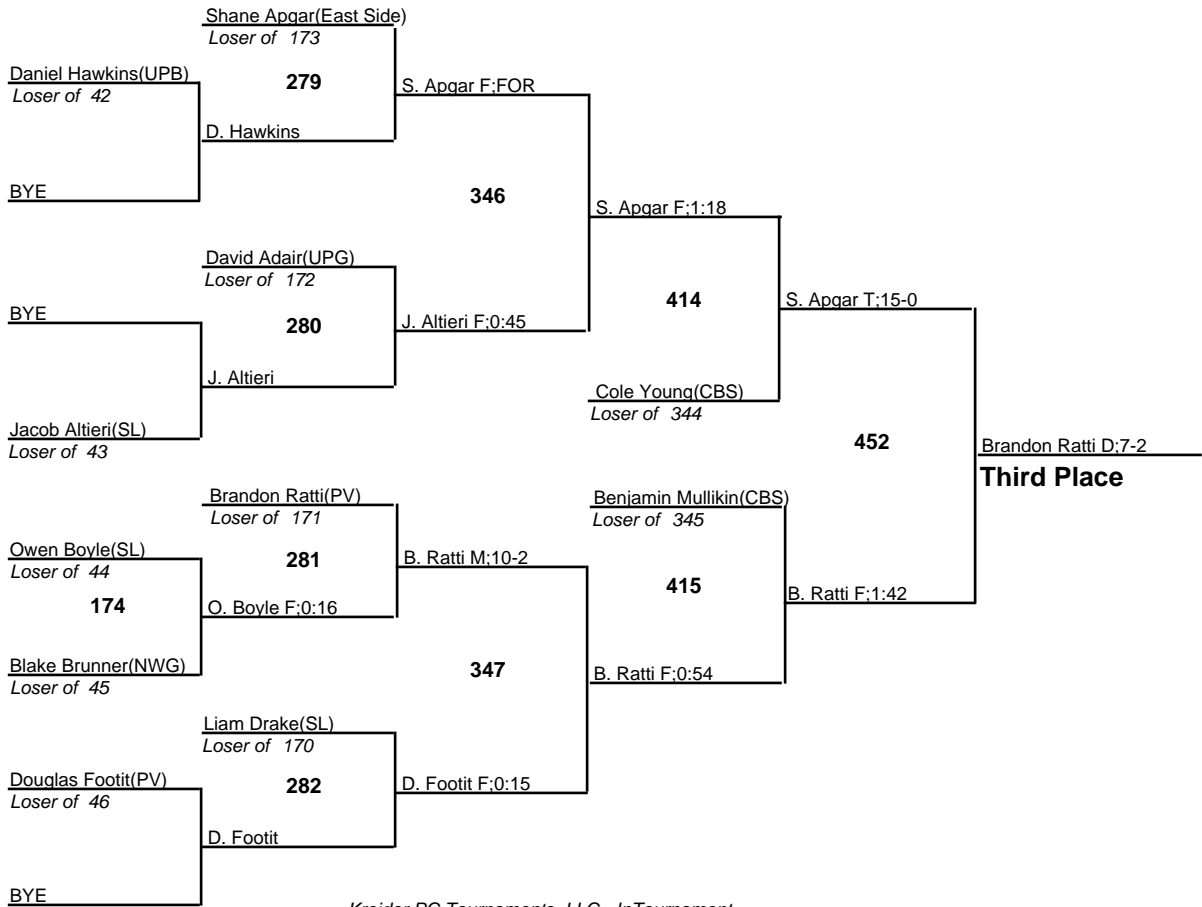 Shane Apgar(East Side)
Loser of 173
Daniel Hawkins(UPB)
Loser of 42
279
S. Apgar F;FOR
D. Hawkins
BYE
346
S. Apgar F;1:18
David Adair(UPG)
Loser of 172
BYE
280
J. Altieri F;0:45
414
S. Apgar T;15-0
J. Altieri
Cole Young(CBS)
Loser of 344
Jacob Altieri(SL)
Loser of 43
452
Brandon Ratti D;7-2
Third Place
Brandon Ratti(PV)
Loser of 171
Benjamin Mullikin(CBS)
Loser of 345
Owen Boyle(SL)
Loser of 44
281
B. Ratti M;10-2
174
O. Boyle F;0:16
415
B. Ratti F;1:42
Blake Brunner(NWG)
Loser of 45
347
B. Ratti F;0:54
Liam Drake(SL)
Loser of 170
Douglas Footit(PV)
Loser of 46
282
D. Footit F;0:15
D. Footit
BYE